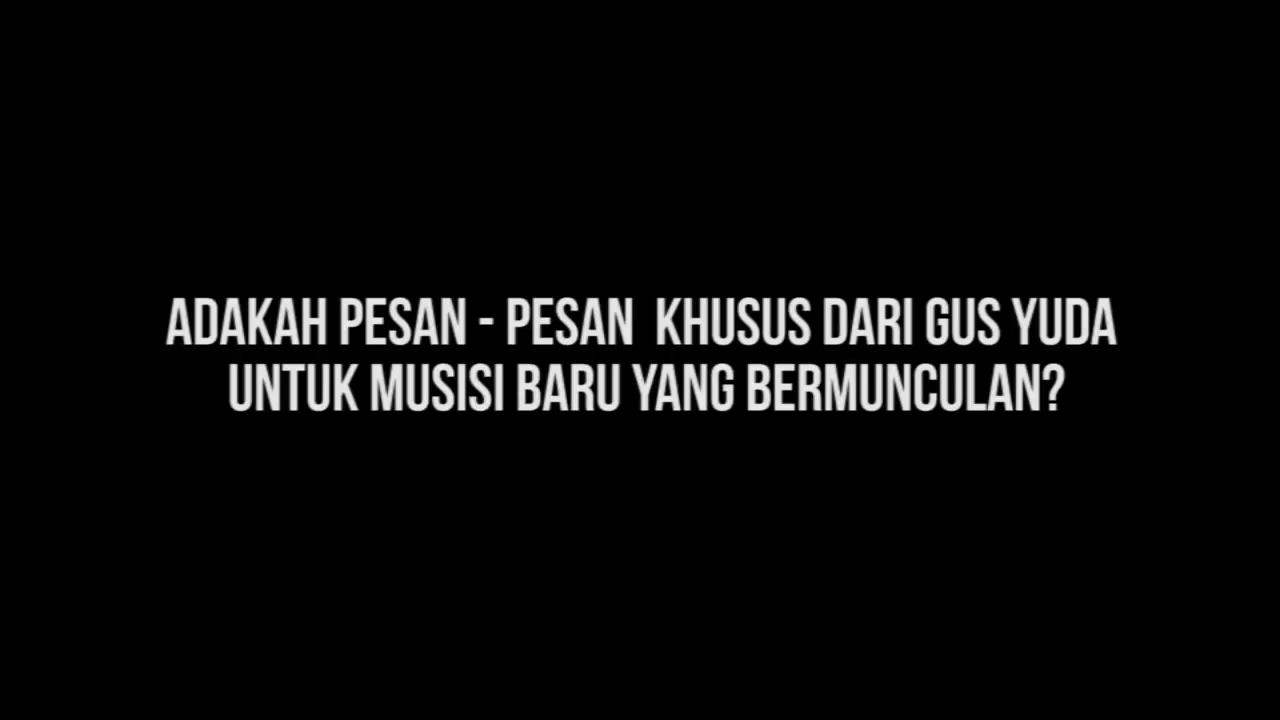 ADAKAH PESAN - PESAN  KHUSUS DARI GUS YUDA
UNTUK MUSISI BARU YANG BERMUNCULAN?